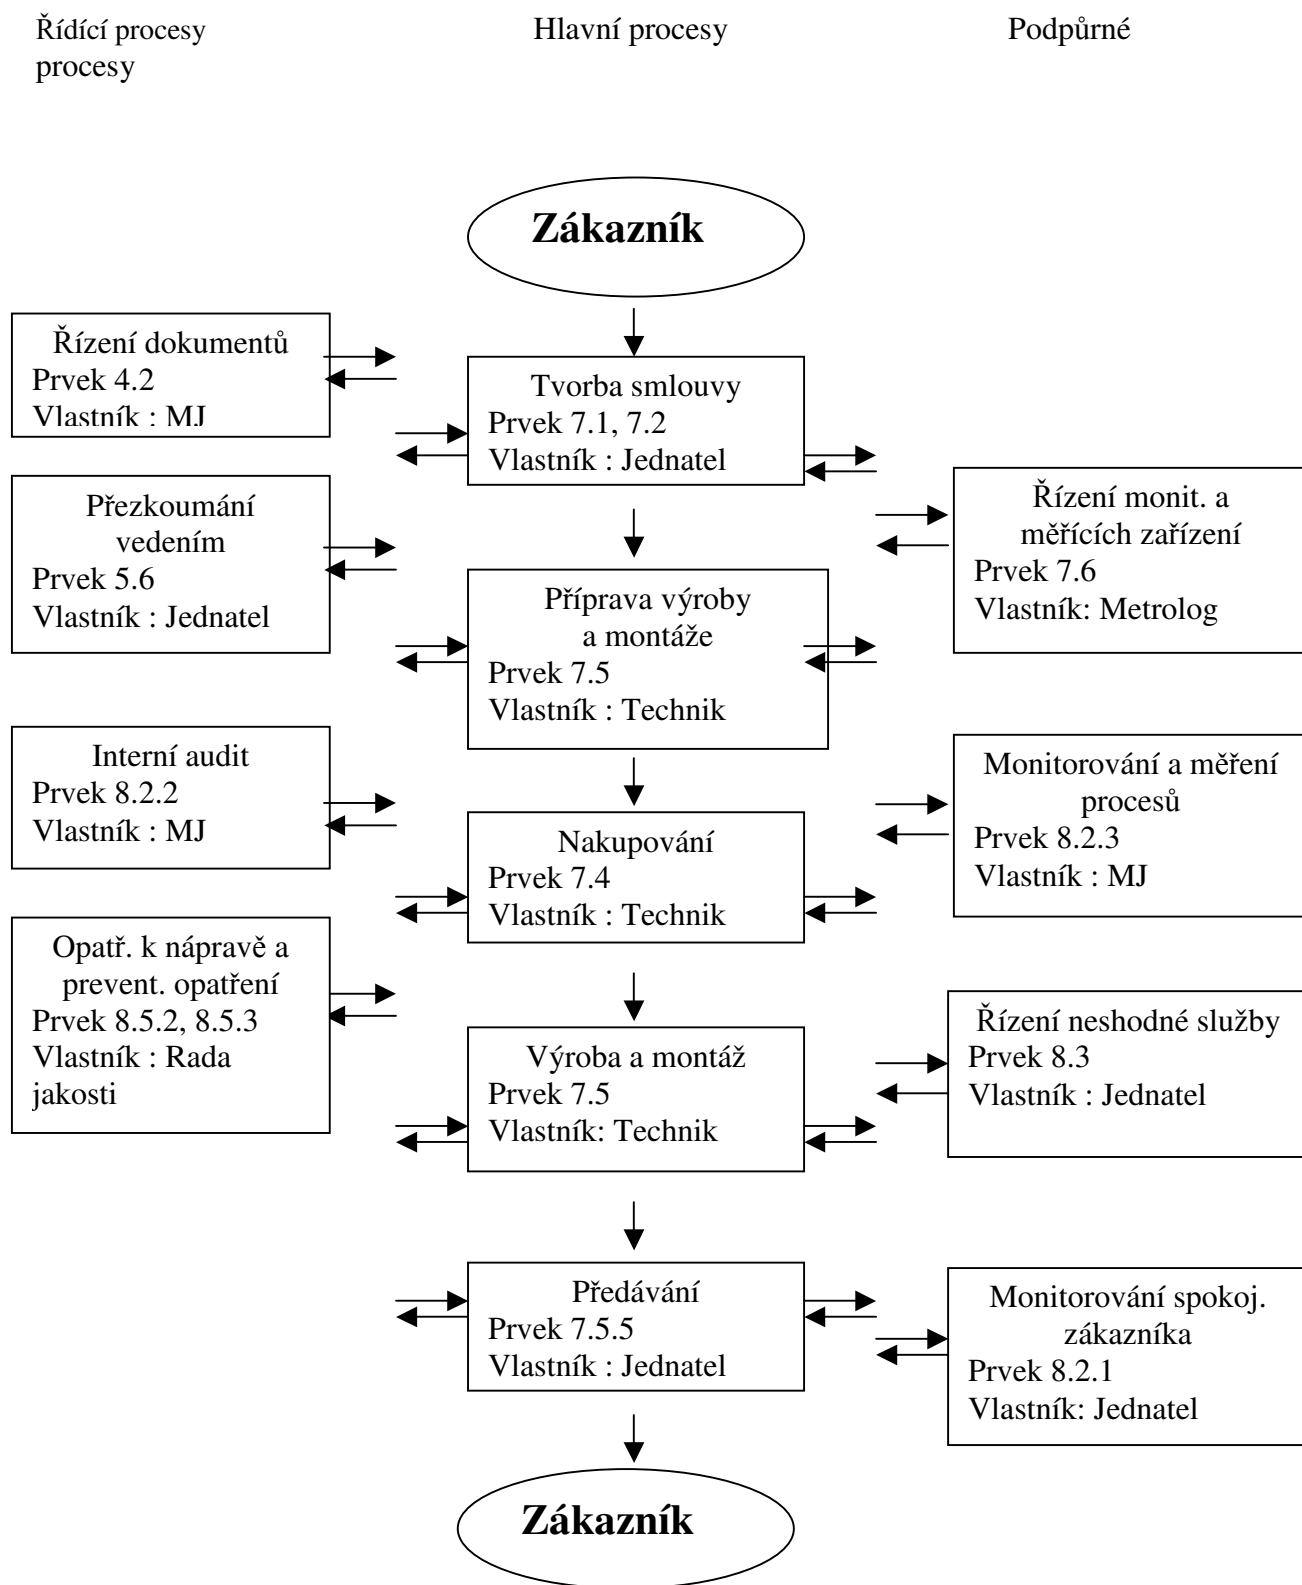 Řídící procesy Hlavní procesy Podpůrné
procesy
Zákazník
Řízení dokumentů
Prvek 4.2
Vlastník : MJ
Tvorba smlouvy
Prvek 7.1, 7.2
Vlastník : Jednatel
Přezkoumání
vedením
Prvek 5.6
Vlastník : Jednatel
Řízení monit. a
měřících zařízení
Prvek 7.6
Vlastník: Metrolog
Příprava výroby
a montáže
Prvek 7.5
Vlastník : Technik
Interní audit
Prvek 8.2.2
Vlastník : MJ
Monitorování a měření
procesů
Prvek 8.2.3
Vlastník : MJ
Nakupování
Prvek 7.4
Vlastník : Technik
Opatř. k nápravě a
prevent. opatření
Prvek 8.5.2, 8.5.3
Vlastník : Rada
jakosti
Řízení neshodné služby
Prvek 8.3
Vlastník : Jednatel
Výroba a montáž
Prvek 7.5
Vlastník: Technik
Předávání
Prvek 7.5.5
Vlastník : Jednatel
Monitorování spokoj.
zákazníka
Prvek 8.2.1
Vlastník: Jednatel
Zákazník